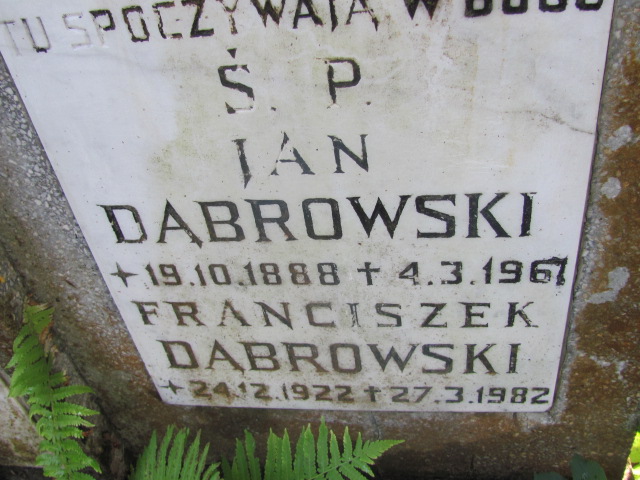 TU SPOCZYWAJĄ W BOGU
Ś. P.
JAN
DĄBROWSKI
+ 19.10.1888 † 4.3.1967
FRANCISZEK
DĄBROWSKI
+ 24.12.1922 † 27.3.1982